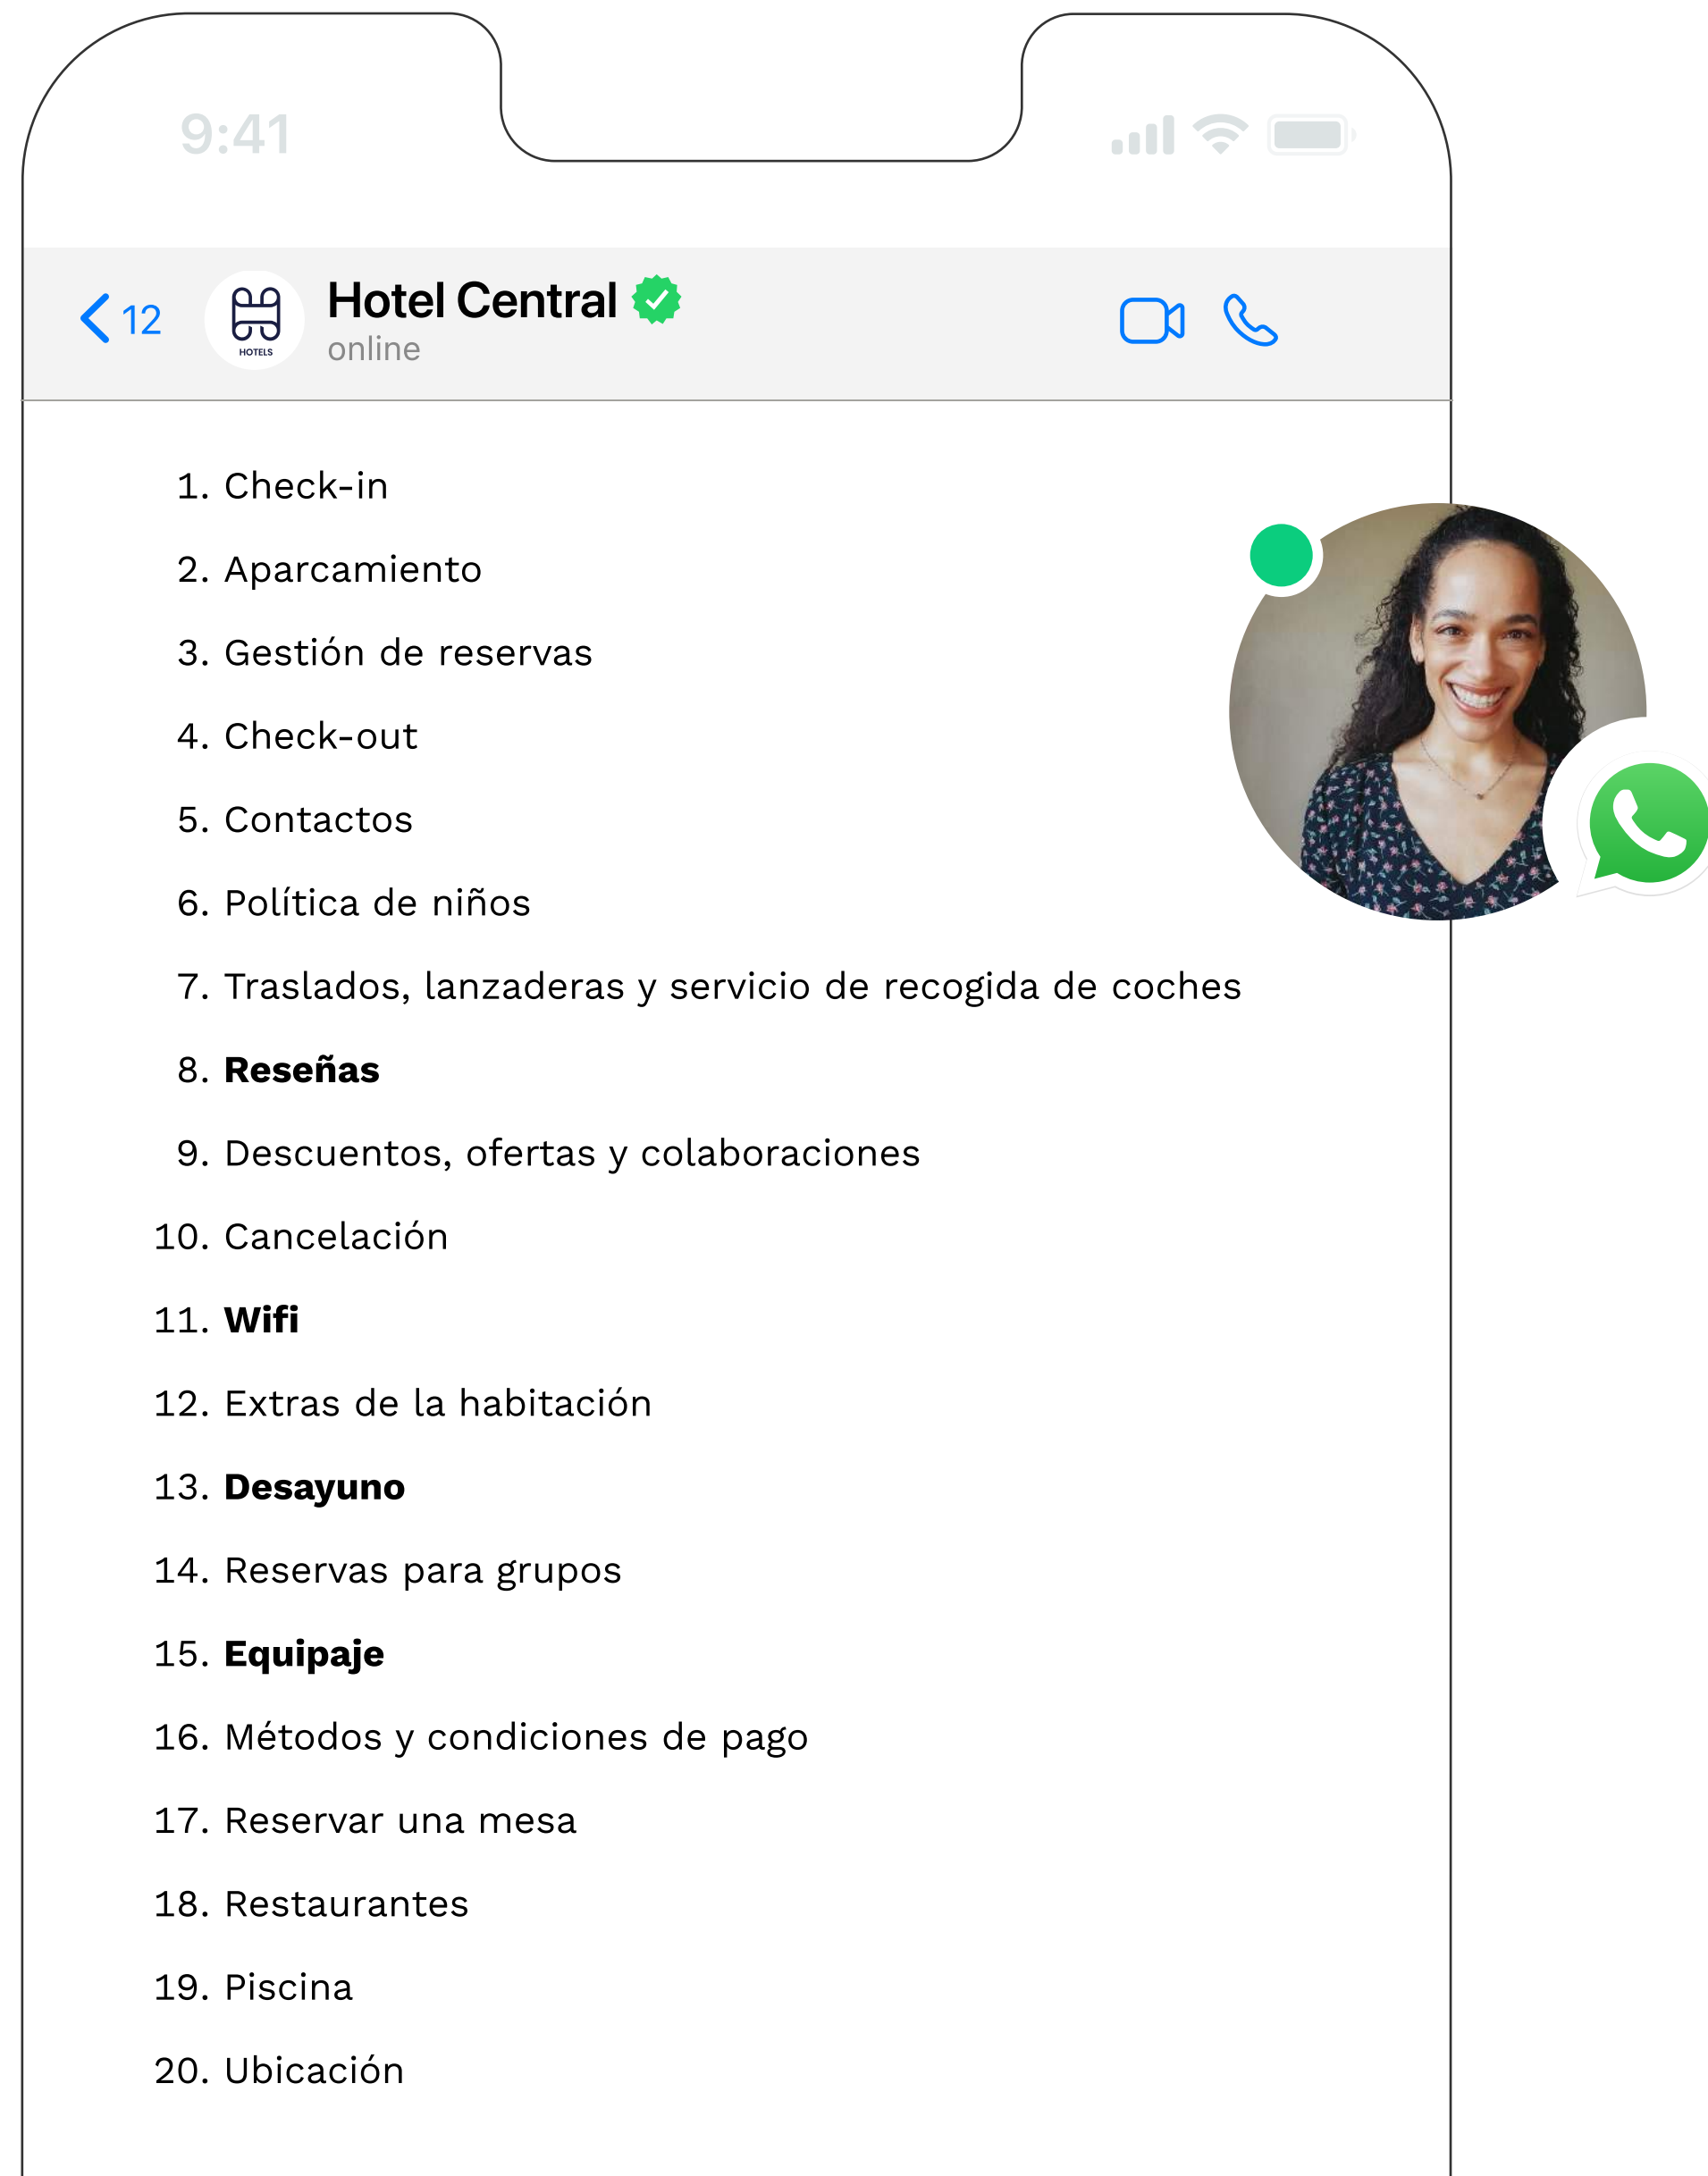 9:41
12
HOTELS
Hotel Central
online
1. Check-in
2. Aparcamiento
3. Gestión de reservas
4. Check-out
5. Contactos
6. Política de niños
7. Traslados, lanzaderas y servicio de recogida de coches
8. Reseñas
9. Descuentos, ofertas y colaboraciones
10. Cancelación
11. Wifi
12. Extras de la habitación
13. Desayuno
14. Reservas para grupos
15. Equipaje
16. Métodos y condiciones de pago
17. Reservar una mesa
18. Restaurantes
19. Piscina
20. Ubicación